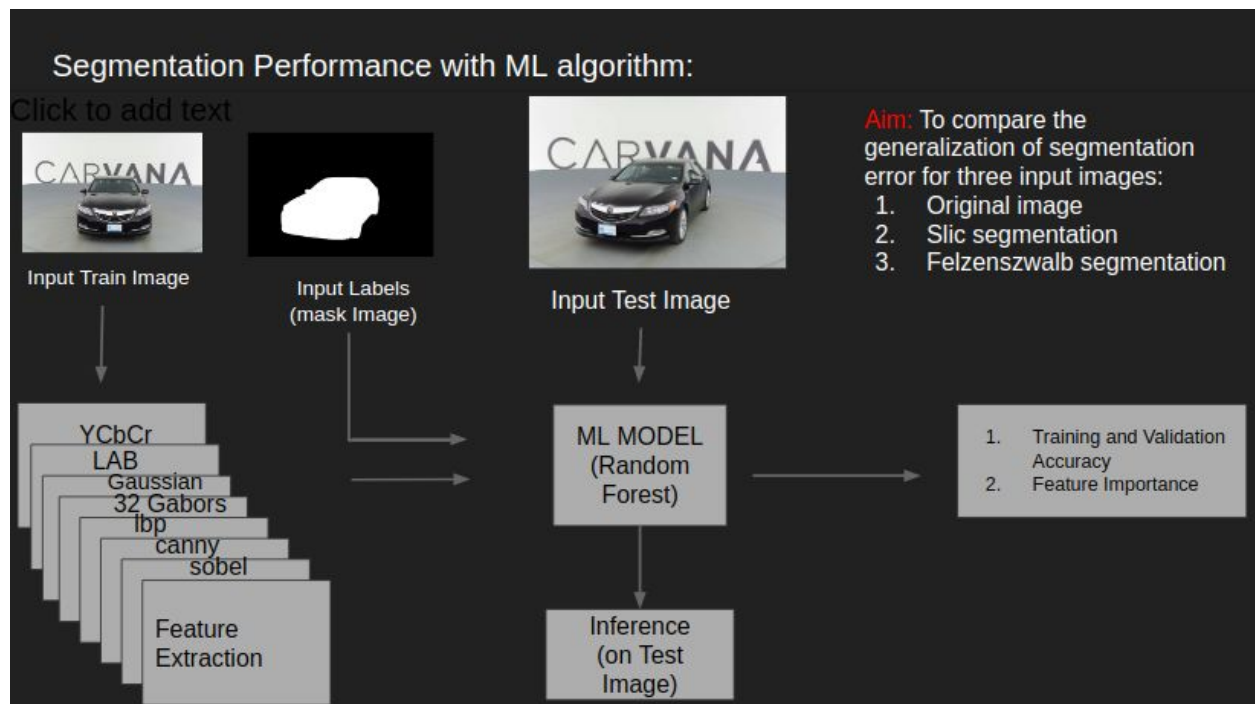 Segmentation Performance with ML algorithm:
Click to add text
CARVANA
Input Train Image
Input Labels
(mask Image)
CARVANA
Input Test Image
Aim: To compare the
generalization of segmentation
error for three input images:
1. Original image
2. Slic segmentation
3. Felzenszwalb segmentation
YCbCr
LAB
Gaussian
32 Gabors
lbp
canny
sobel
Feature
Extraction
ML MODEL
(Random
Forest)
Inference
(on Test
Image)
1. Training and Validation
Accuracy
2. Feature Importance